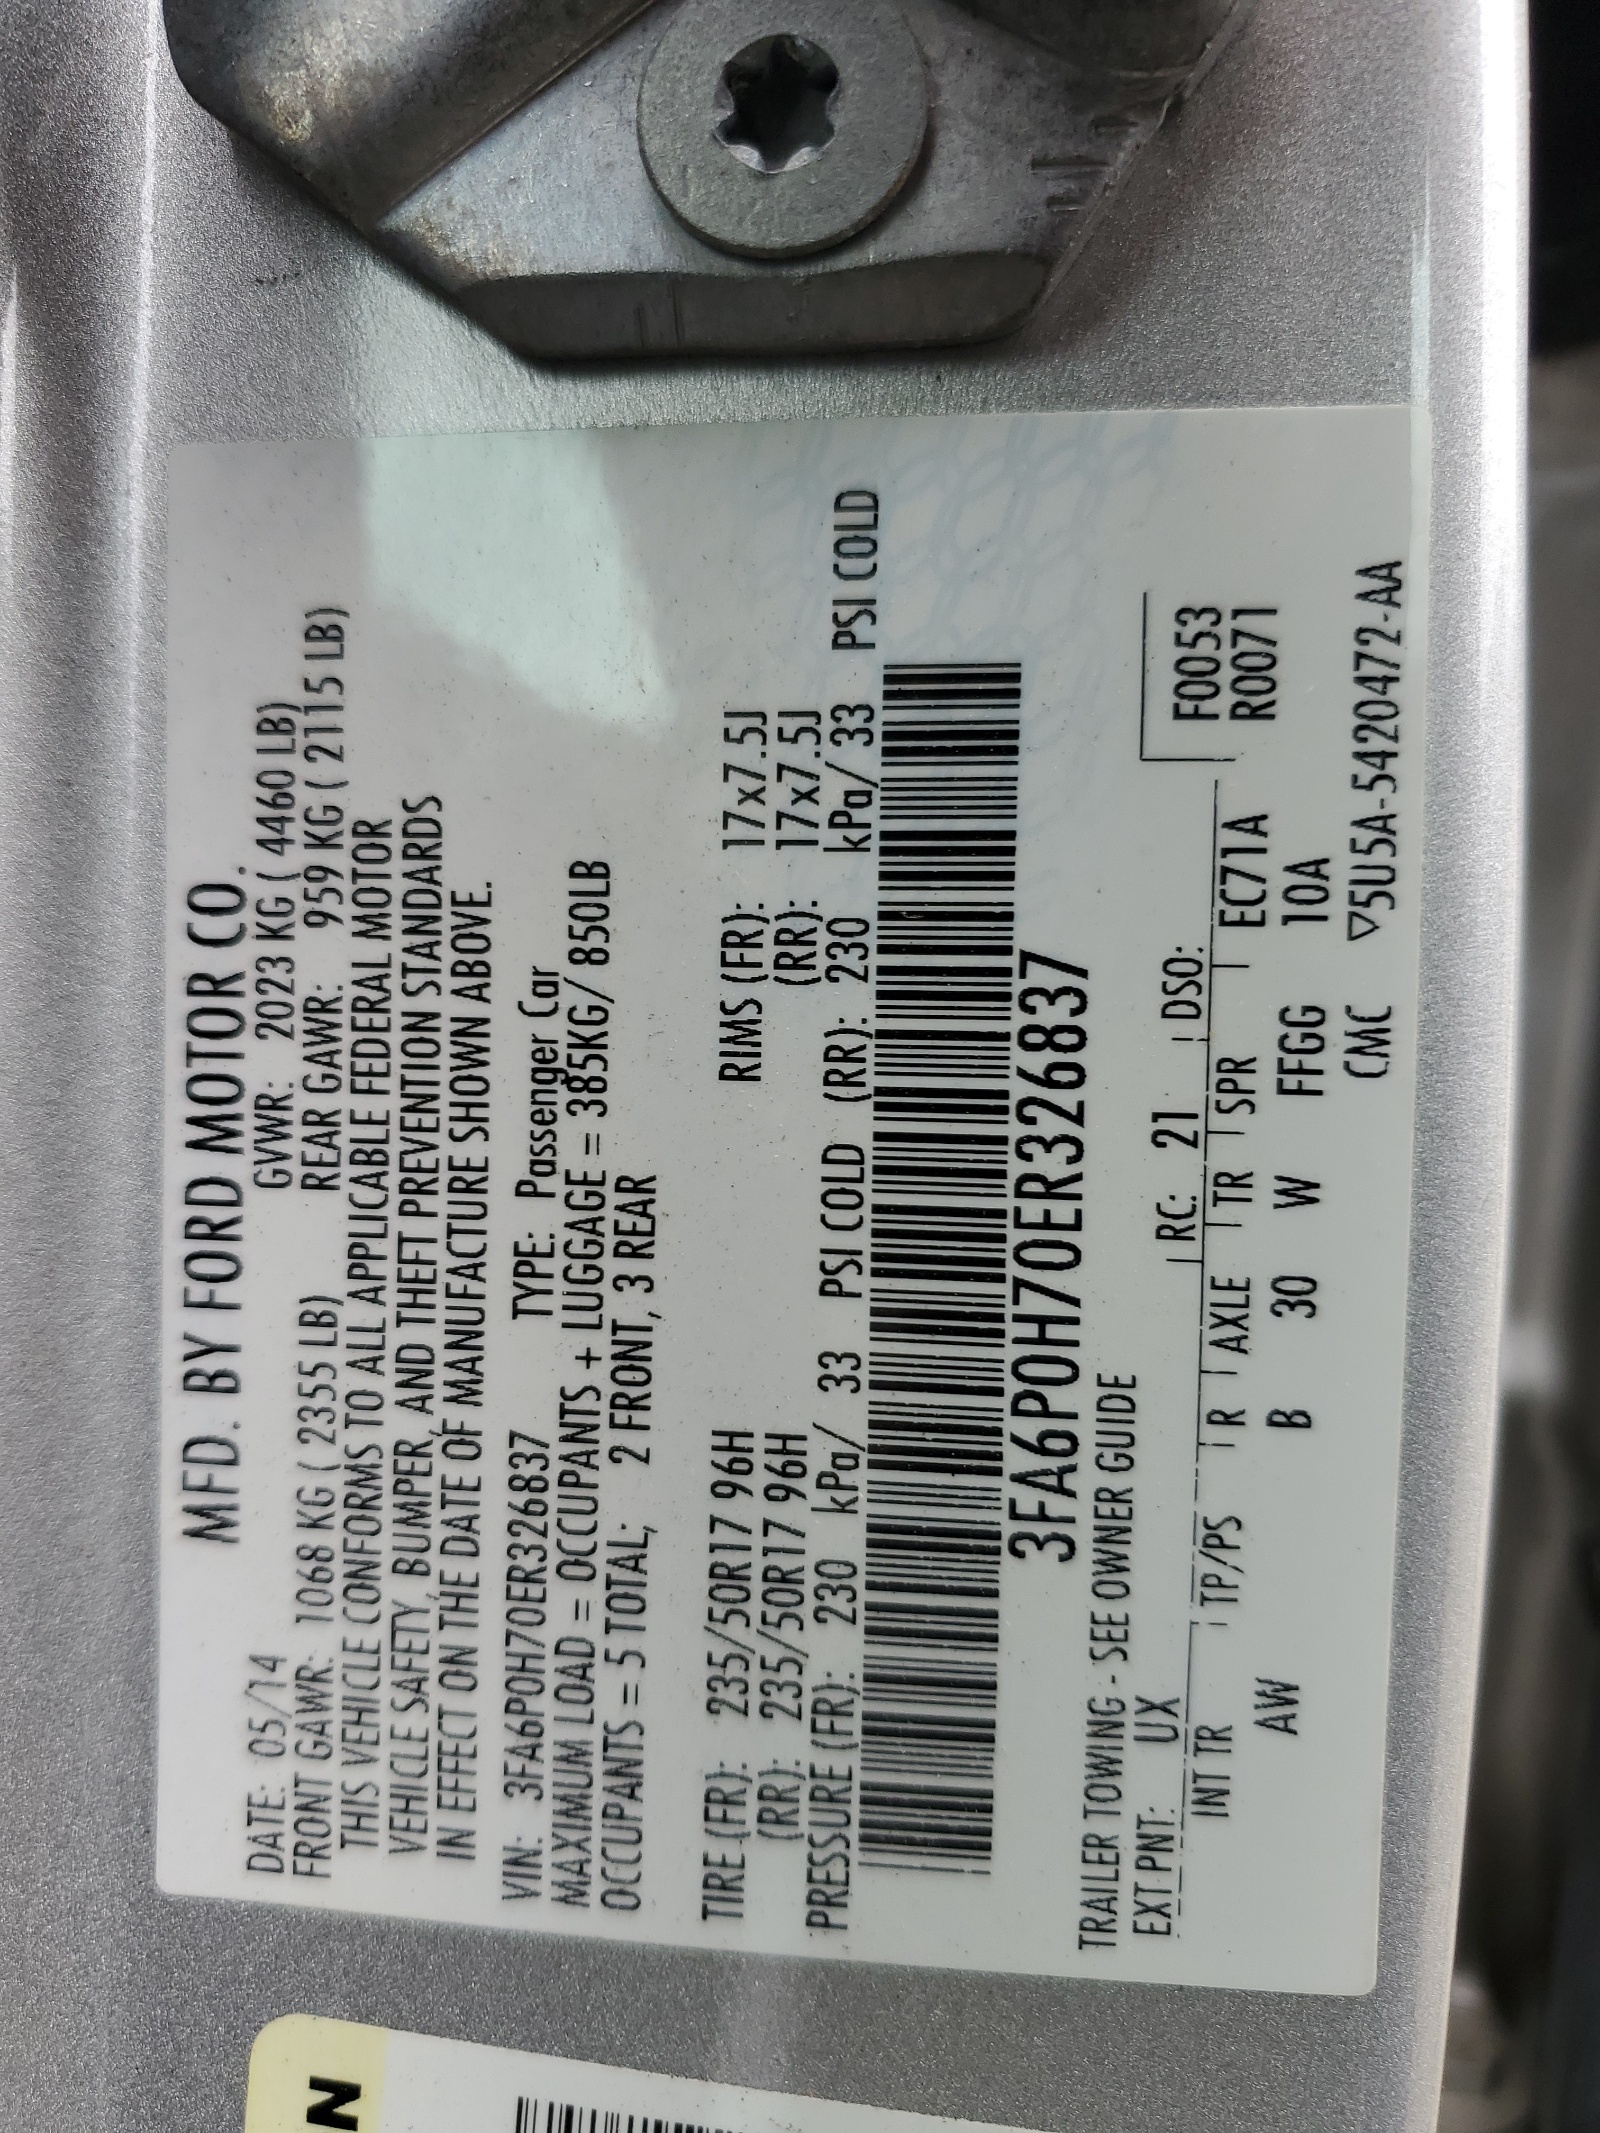 MFD. BY FORD MOTOR CO.
DATE: 05/14 GVWR: 2023 KG ( 4460 LB)
FRONT GAWR: 1068 KG ( 2355 LB) REAR GAWR: 959 KG ( 2115 LB)
THIS VEHICLE CONFORMS TO ALL APPLICABLE FEDERAL MOTOR
VEHICLE SAFETY, BUMPER, AND THEFT PREVENTION STANDARDS
IN EFFECT ON THE DATE OF MANUFACTURE SHOWN ABOVE.
VIN: 3FA6P0H70ER326837 TYPE: Passenger Car
MAXIMUM LOAD = OCCUPANTS + LUGGAGE = 385KG/ 850LB
OCCUPANTS = 5 TOTAL; 2 FRONT, 3 REAR
TIRE (FR): 235/50R17 96H RIMS (FR): 17x7.5J
(RR): 235/50R17 96H (RR): 17x7.5J
PRESSURE (FR): 230 kPa/ 33 PSI COLD (RR): 230 kPa/ 33 PSI COLD
3FA6P0H70ER326837
TRAILER TOWING - SEE OWNER GUIDE
EXT PNT: UX RC: 21 DSO: F0053
R0071
INT TR TP/PS R AXLE TR SPR EC71A
AW B 30 W FFGG 10A
CMC ▽5U5A-5420472-AA
N